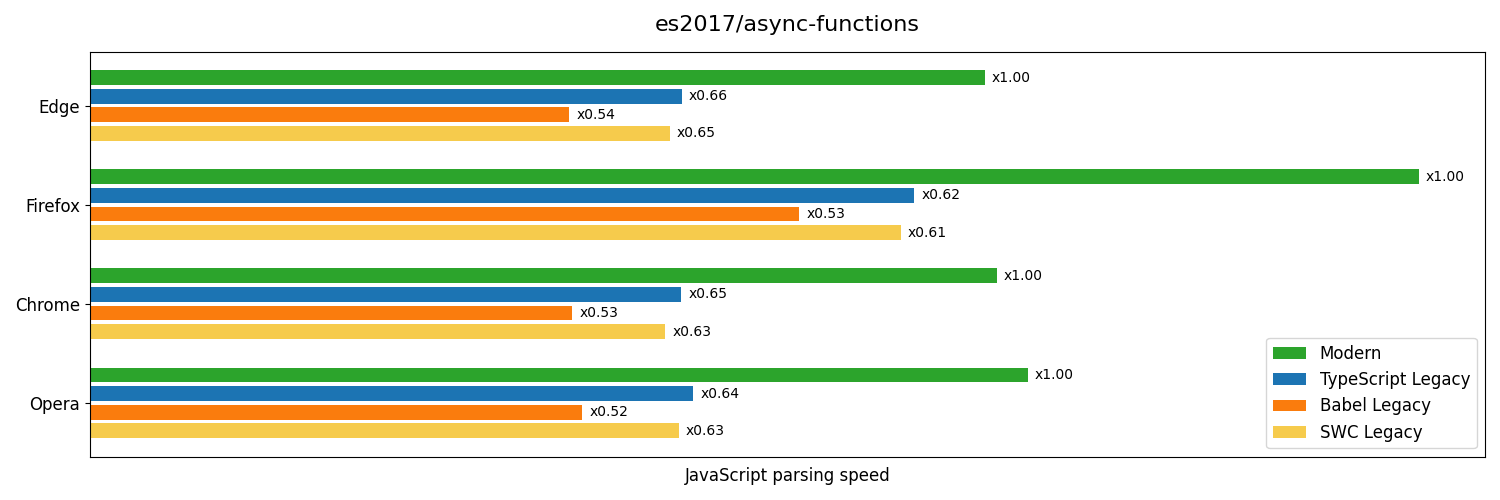 es2017/async-functions
Edge
x1.00
x0.66
x0.54
x0.65
Firefox
x1.00
x0.62
x0.53
x0.61
Chrome
x1.00
x0.65
x0.53
x0.63
Opera
x1.00
x0.64
x0.52
x0.63
Modern
TypeScript Legacy
Babel Legacy
SWC Legacy
JavaScript parsing speed